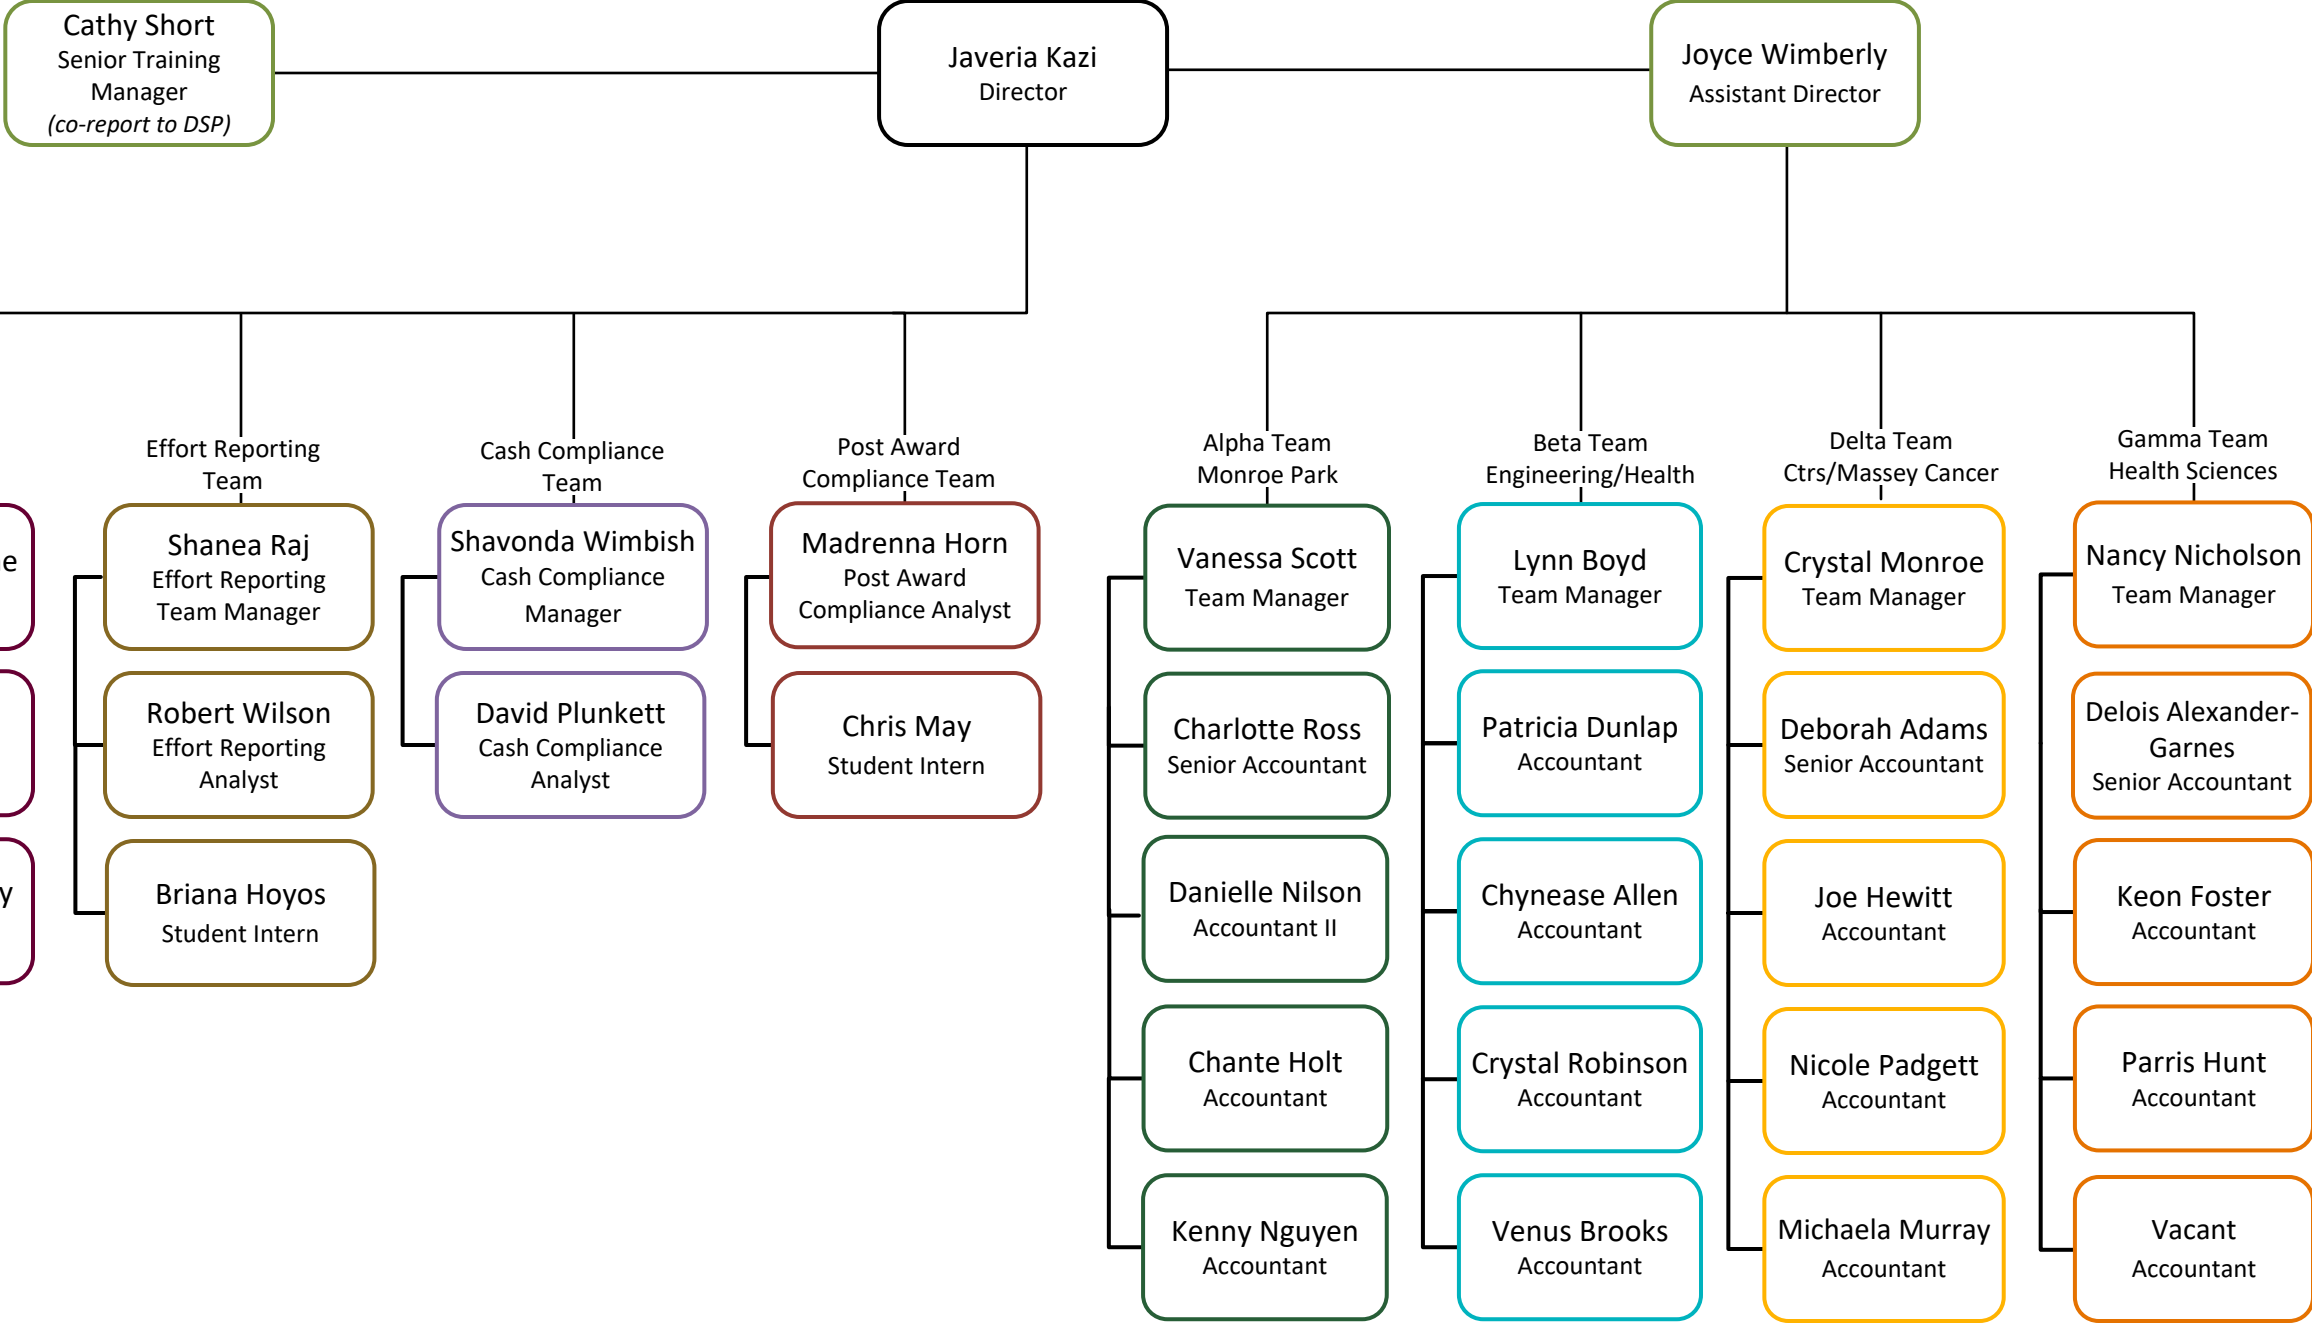 Cathy Short
Senior Training
Manager
(co-report to DSP)
Javeria Kazi
Director
Joyce Wimberly
Assistant Director
Effort Reporting
Team
Shanea Raj
Effort Reporting
Team Manager
Robert Wilson
Effort Reporting
Analyst
Briana Hoyos
Student Intern
Cash Compliance
Team
Shavonda Wimbish
Cash Compliance
Manager
David Plunkett
Cash Compliance
Analyst
Post Award
Compliance Team
Madrenna Horn
Post Award
Compliance Analyst
Chris May
Student Intern
Alpha Team
Monroe Park
Vanessa Scott
Team Manager
Charlotte Ross
Senior Accountant
Danielle Nilson
Accountant II
Chante Holt
Accountant
Kenny Nguyen
Accountant
Beta Team
Engineering/Health
Lynn Boyd
Team Manager
Patricia Dunlap
Accountant
Chynease Allen
Accountant
Crystal Robinson
Accountant
Venus Brooks
Accountant
Delta Team
Ctrs/Massey Cancer
Crystal Monroe
Team Manager
Deborah Adams
Senior Accountant
Joe Hewitt
Accountant
Nicole Padgett
Accountant
Michaela Murray
Accountant
Gamma Team
Health Sciences
Nancy Nicholson
Team Manager
Delois Alexander-
Garnes
Senior Accountant
Keon Foster
Accountant
Parris Hunt
Accountant
Vacant
Accountant